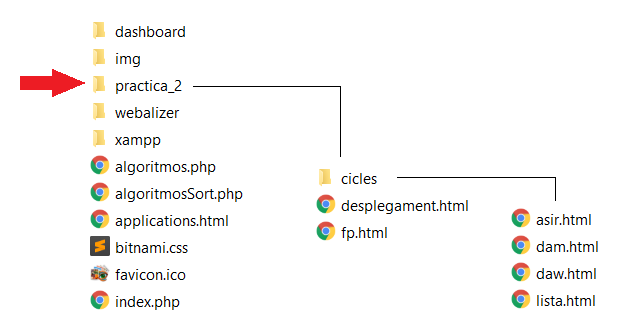 dashboard
img
practica_2
webalizer
xampp
algoritmos.php
algoritmosSort.php
applications.html
bitnami.css
favicon.ico
index.php
cicles
desplegament.html
fp.html
asir.html
dam.html
daw.html
lista.html